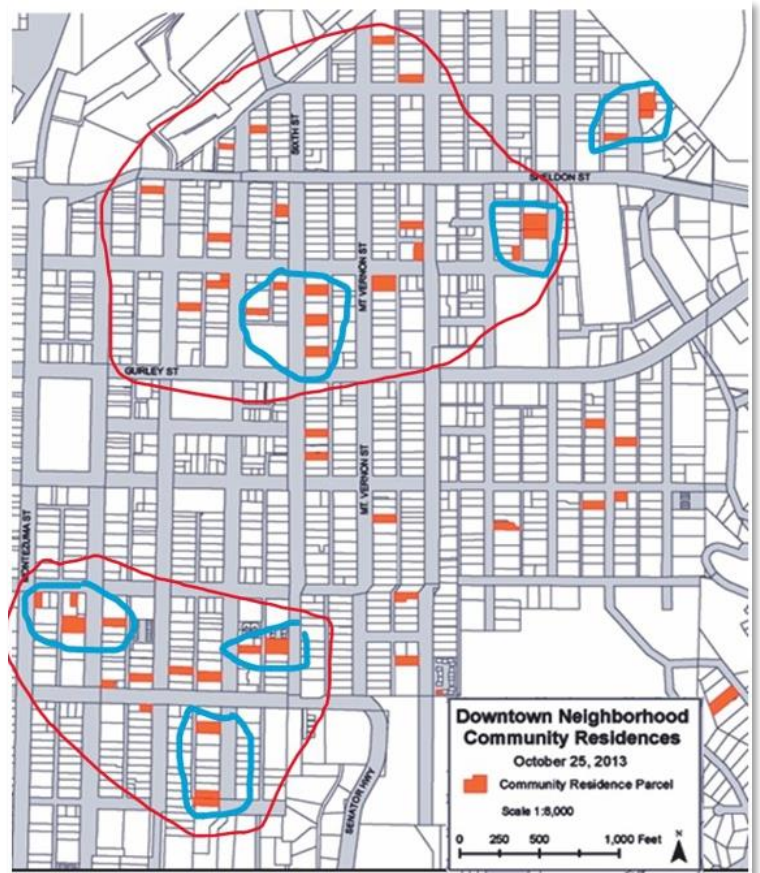 SIXTH ST
SHELDON ST
MT VERNON ST
GURLEY ST
MT. VERNON ST
MONTEZUMA ST
SENATOR HWY
Downtown Neighborhood
Community Residences
October 25, 2013
Community Residence Parcel
Scale 1:8,000
0 250 500 1,000 Feet
N